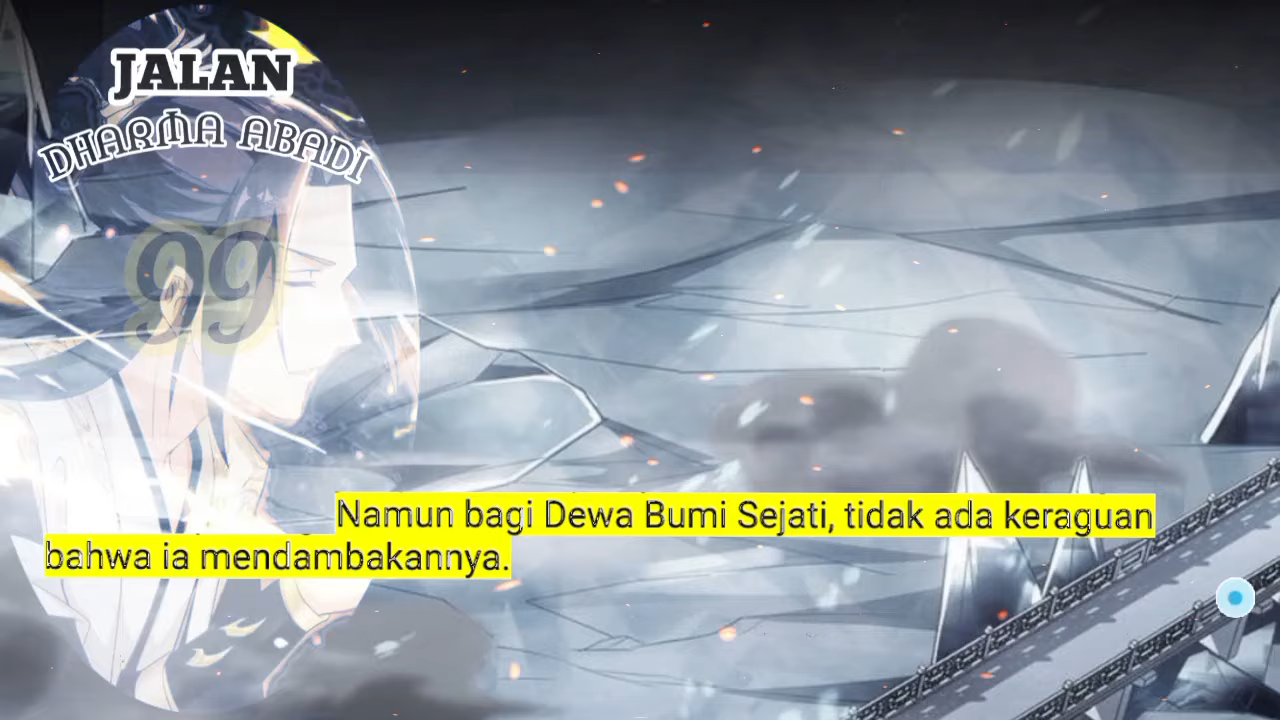 JALAN
DHARMA ABADI
99
Namun bagi Dewa Bumi Sejati, tidak ada keraguan
bahwa ia mendambakannya.